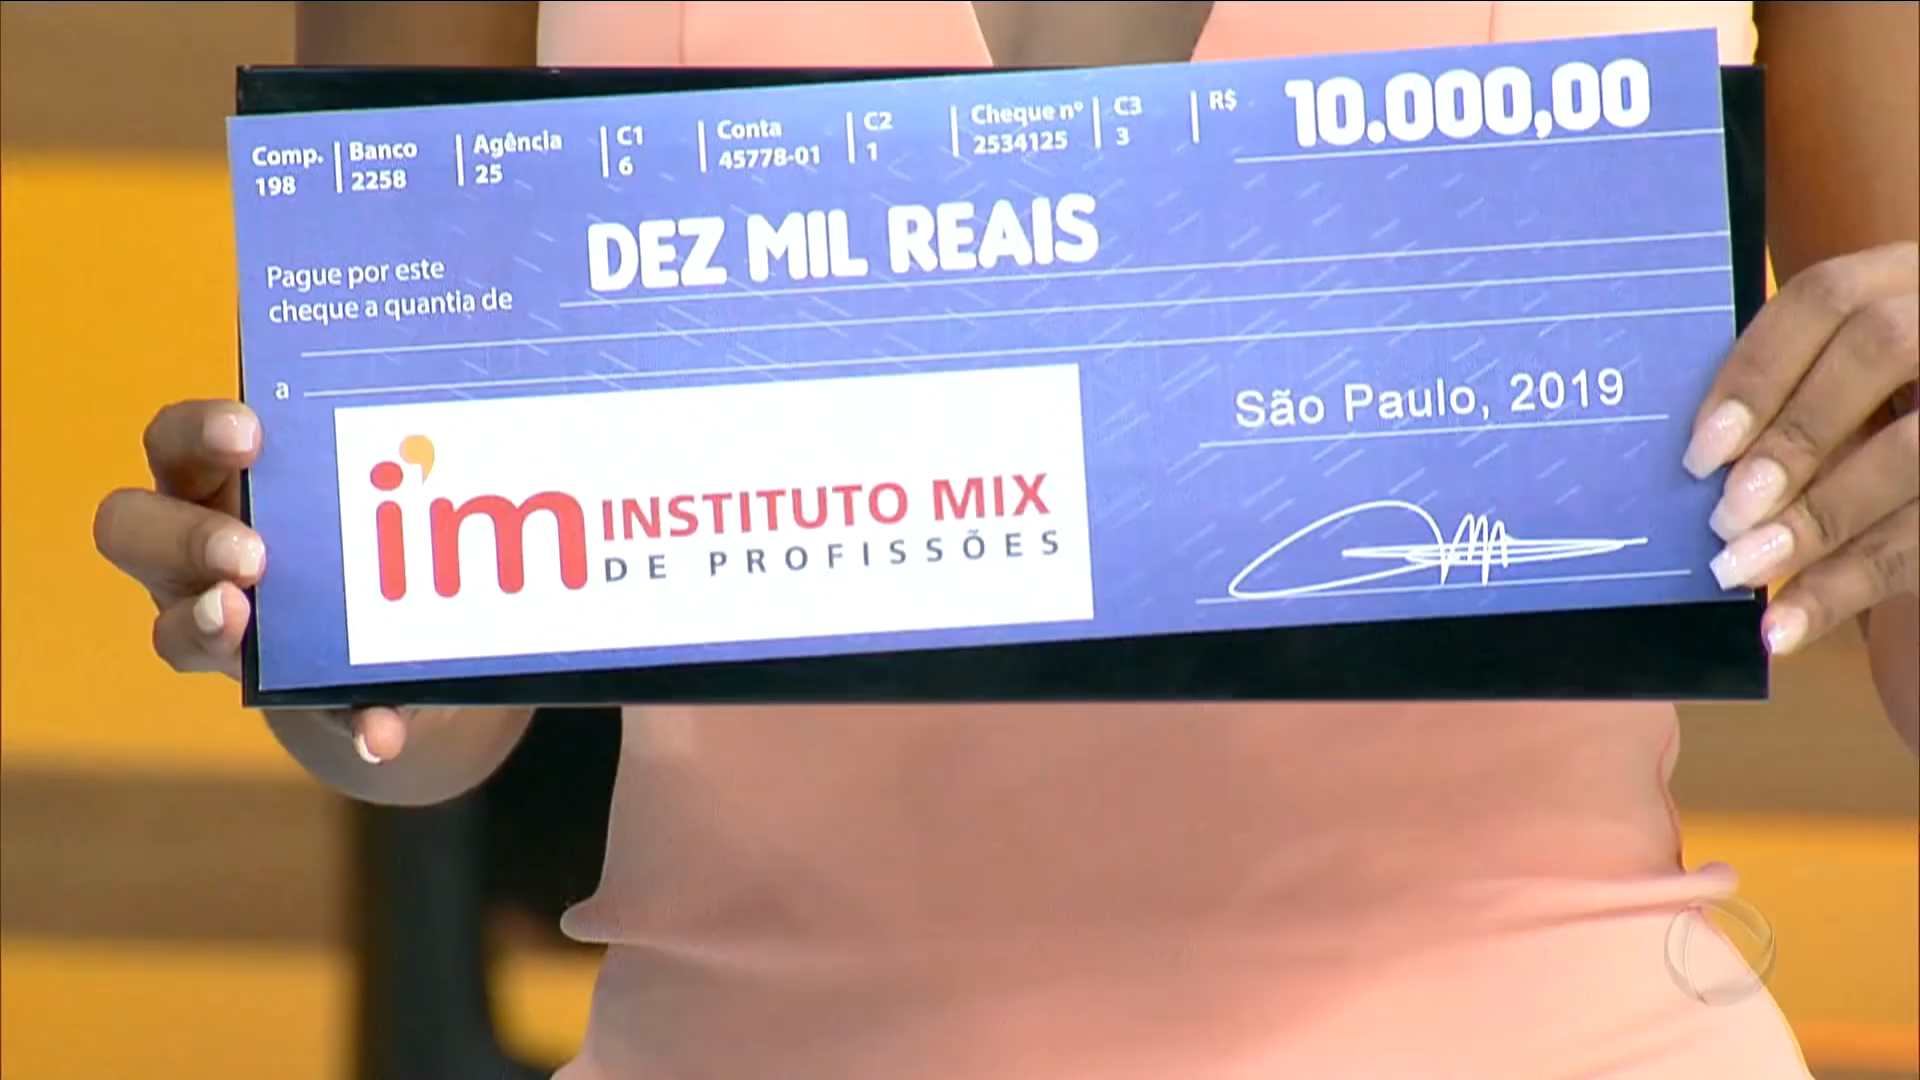 Comp. Banco Agência C1 Conta C2 Cheque nº C3 R$ 10.000,00
198 2258 25 6 45778-01 1 2534125 3
Pague por este
cheque a quantia de
DEZ MIL REAIS
a
São Paulo, 2019
i'm INSTITUTO MIX
DE PROFISSÕES